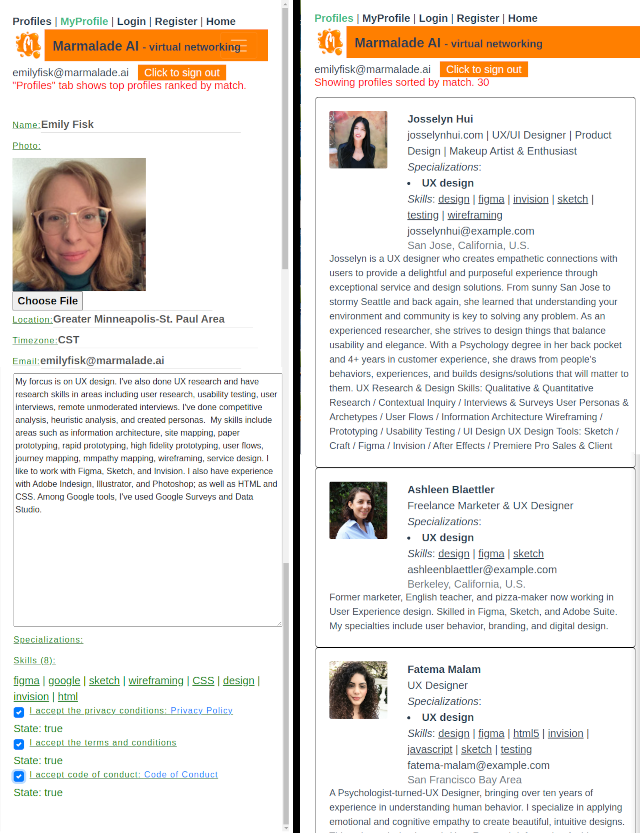 Profiles | MyProfile | Login | Register | Home
Marmalade AI - virtual networking
emilyfisk@marmalade.ai Click to sign out
"Profiles" tab shows top profiles ranked by match.
Name:Emily Fisk
Photo:
Choose File
Location:Greater Minneapolis-St. Paul Area
Timezone:CST
Email:emilyfisk@marmalade.ai
My forcus is on UX design. I've also done UX research and have
research skills in areas including user research, usability testing, user
interviews, remote unmoderated interviews. I've done competitive
analysis, heuristic analysis, and created personas.  My skills include
areas such as information architecture, site mapping, paper
prototyping, rapid prototyping, high fidelity prototyping, user flows,
journey mapping, mmpathy mapping, wireframing, service design. I
like to work with Figma, Sketch, and Invision. I also have experience
with Adobe Indesign, Illustrator, and Photoshop; as well as HTML and
CSS. Among Google tools, I've used Google Surveys and Data
Studio.
Specializations:
Skills (8):
figma | google | sketch | wireframing | CSS | design |
invision | html
I accept the privacy conditions: Privacy Policy
State: true
I accept the terms and conditions
State: true
I accept code of conduct: Code of Conduct
State: true
Profiles | MyProfile | Login | Register | Home
Marmalade AI - virtual networking
emilyfisk@marmalade.ai Click to sign out
Showing profiles sorted by match. 30
Josselyn Hui
josselynhui.com | UX/UI Designer | Product
Design | Makeup Artist & Enthusiast
Specializations:
• UX design
Skills: design | figma | invision | sketch |
testing | wireframing
josselynhui@example.com
San Jose, California, U.S.
Josselyn is a UX designer who creates empathetic connections with
users to provide a delightful and purposeful experience through
exceptional service and design solutions. From sunny San Jose to
stormy Seattle and back again, she learned that understanding your
environment and community is key to solving any problem. As an
experienced researcher, she strives to design things that balance
usability and elegance. With a Psychology degree in her back pocket
and 4+ years in customer experience, she draws from people's
behaviors, experiences, and builds designs/solutions that will matter to
them. UX Research & Design Skills: Qualitative & Quantitative
Research / Contextual Inquiry / Interviews & Surveys User Personas &
Archetypes / User Flows / Information Architecture Wireframing /
Prototyping / Usability Testing / UI Design UX Design Tools: Sketch /
Craft / Figma / Invision / After Effects / Premiere Pro Sales & Client
Ashleen Blaettler
Freelance Marketer & UX Designer
Specializations:
• UX design
Skills: design | figma | sketch
ashleenblaettler@example.com
Berkeley, California, U.S.
Former marketer, English teacher, and pizza-maker now working in
User Experience design. Skilled in Figma, Sketch, and Adobe Suite.
My specialties include user behavior, branding, and digital design.
Fatema Malam
UX Designer
Specializations:
• UX design
Skills: design | figma | html5 | invision |
javascript | sketch | testing
fatema-malam@example.com
San Francisco Bay Area
A Psychologist-turned-UX Designer, bringing over ten years of
experience in understanding human behavior. I specialize in applying
emotional and cognitive empathy to create beautiful, intuitive designs.